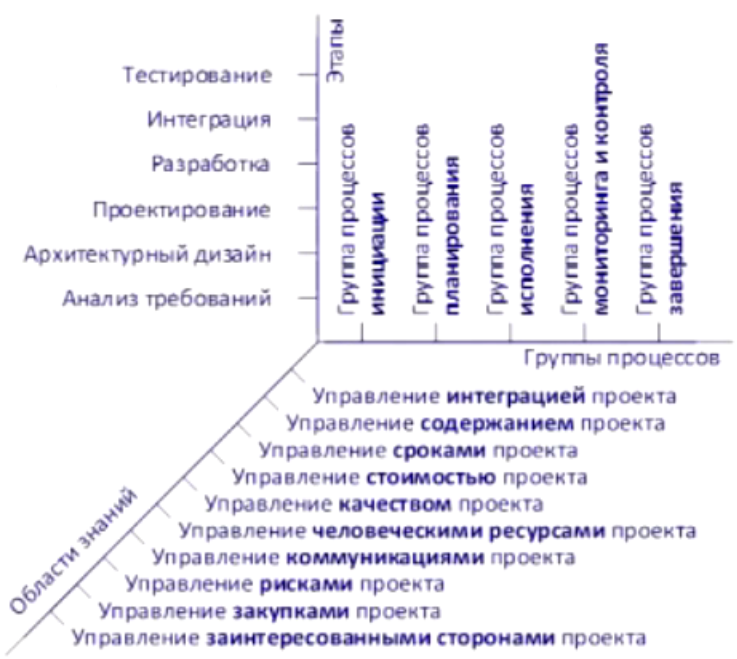 Этапы
Тестирование
Интеграция
Разработка
Проектирование
Архитектурный дизайн
Анализ требований
Группа процессов
инициации
Группа процессов
планирования
Группа процессов
исполнения
Группа процессов
мониторинга и контроля
Группа процессов
завершения
Группы процессов
Управление интеграцией проекта
Управление содержанием проекта
Управление сроками проекта
Управление стоимостью проекта
Управление качеством проекта
Управление человеческими ресурсами проекта
Управление коммуникациями проекта
Управление рисками проекта
Управление закупками проекта
Управление заинтересованными сторонами проекта
Области знаний